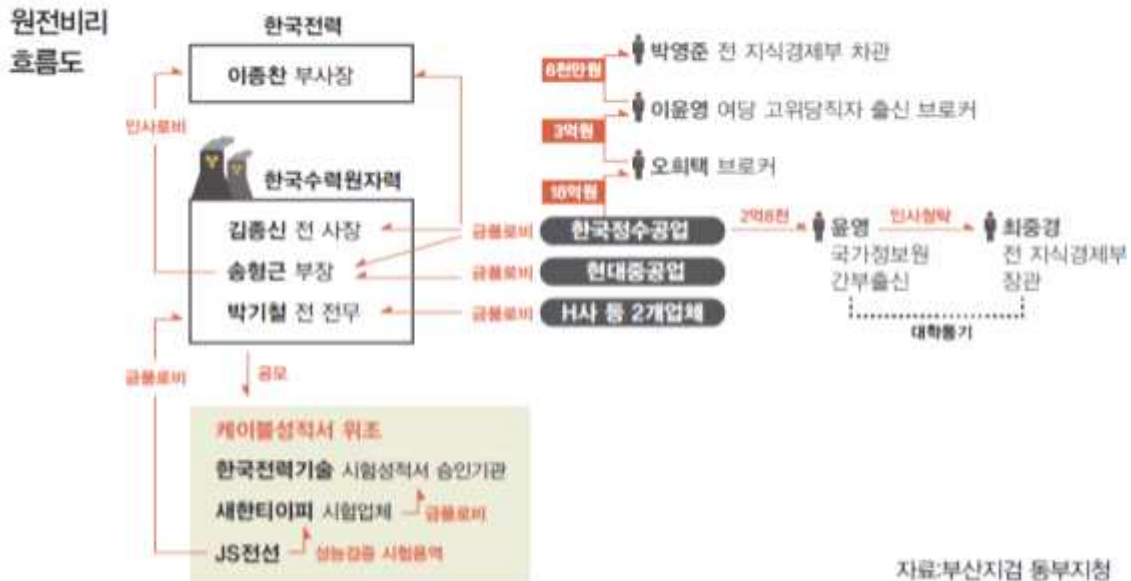 원전비리
흐름도
한국전력
이종찬 부사장
인사로비
한국수력원자력
김종신 전 사장
송형근 부장
박기철 전 전무
금품로비
금품로비
금품로비
한국정수공업
현대중공업
H사 등 2개업체
6천만원
3억원
18억원
박영준 전 지식경제부 차관
이윤영 여당 고위당직자 출신 브로커
오희택 브로커
2억8천
윤영
국가정보원
간부출신
인사청탁
최중경
전 지식경제부
장관
대학동기
금품로비
공모
케이블성적서 위조
한국전력기술 시험성적서 승인기관
새한티이피 시험업체
금품로비
JS전선
성능검증 시험용역
자료:부산지검 동부지청